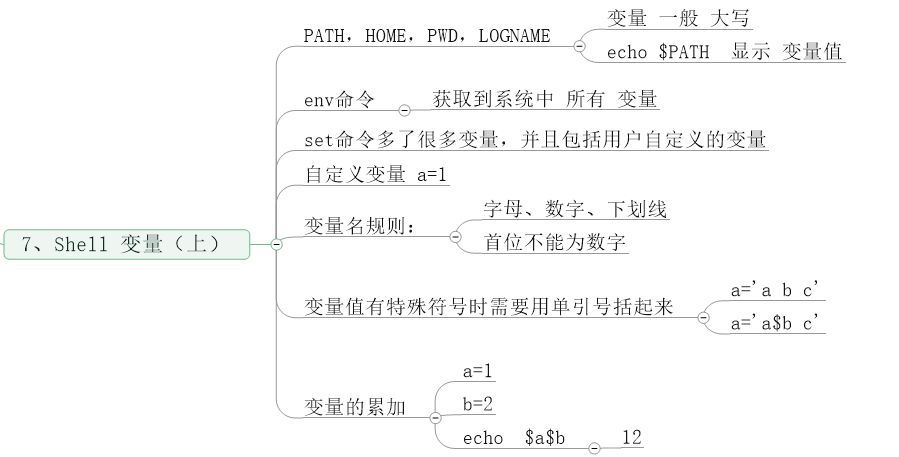 7、Shell 变量（上）
PATH，HOME，PWD，LOGNAME
变量 一般 大写
echo $PATH 显示 变量值
env命令
获取到系统中 所有 变量
set命令多了很多变量，并且包括用户自定义的变量
自定义变量 a=1
变量名规则：
字母、数字、下划线
首位不能为数字
变量值有特殊符号时需要用单引号括起来
a='a b c'
a='a$b c'
变量的累加
a=1
b=2
echo $a$b
12